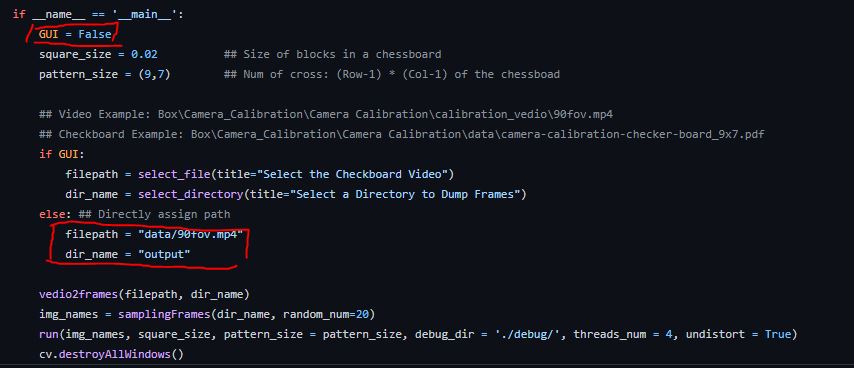 if __name__ == '__main__':
    GUI = False
    square_size = 0.02          ## Size of blocks in a chessboard
    pattern_size = (9,7)        ## Num of cross: (Row-1) * (Col-1) of the chessboad
    ## Video Example: Box\Camera_Calibration\Camera Calibration\calibration_vedio\90fov.mp4
    ## Checkboard Example: Box\Camera_Calibration\Camera Calibration\data\camera-calibration-checker-board_9x7.pdf
    if GUI:
        filepath = select_file(title="Select the Checkboard Video")
        dir_name = select_directory(title="Select a Directory to Dump Frames")
    else: ## Directly assign path
        filepath = "data/90fov.mp4"
        dir_name = "output"
    vedio2frames(filepath, dir_name)
    img_names = samplingFrames(dir_name, random_num=20)
    run(img_names, square_size, pattern_size = pattern_size, debug_dir = './debug/', threads_num = 4, undistort = True)
    cv.destroyAllWindows()